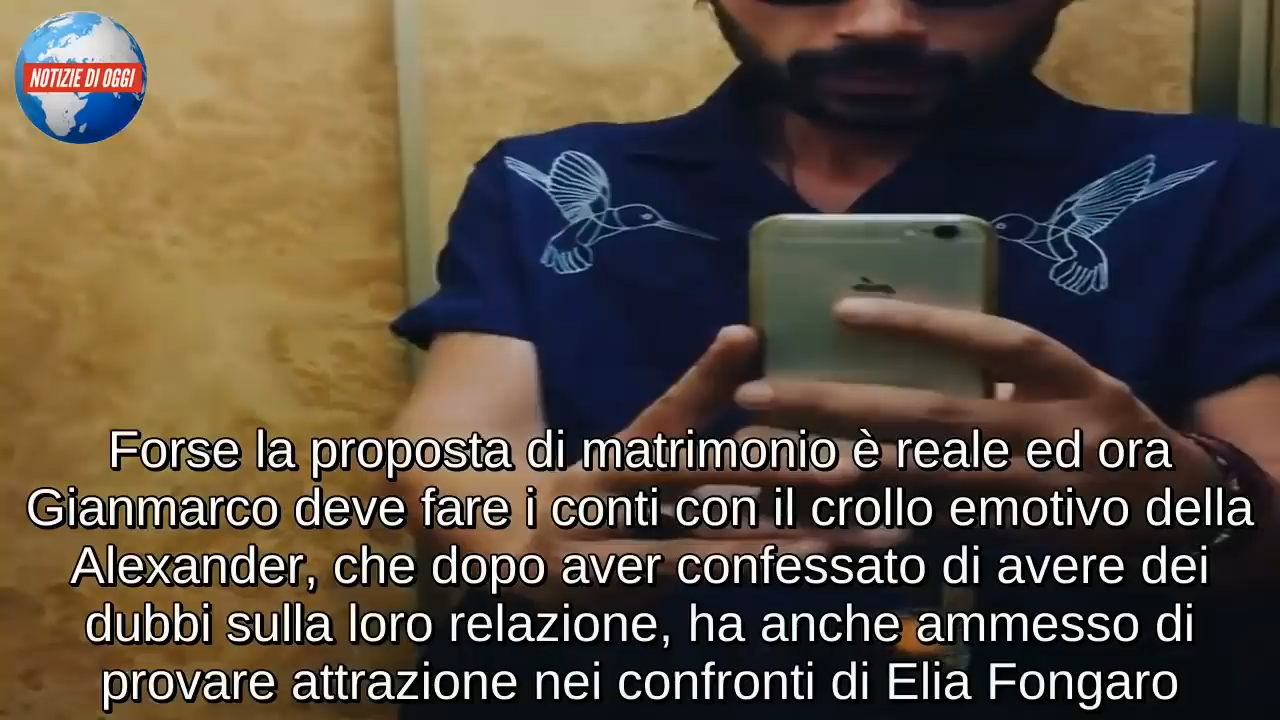 NOTIZIE DI OGGI
Forse la proposta di matrimonio è reale ed ora
Gianmarco deve fare i conti con il crollo emotivo della
Alexander, che dopo aver confessato di avere dei
dubbi sulla loro relazione, ha anche ammesso di
provare attrazione nei confronti di Elia Fongaro